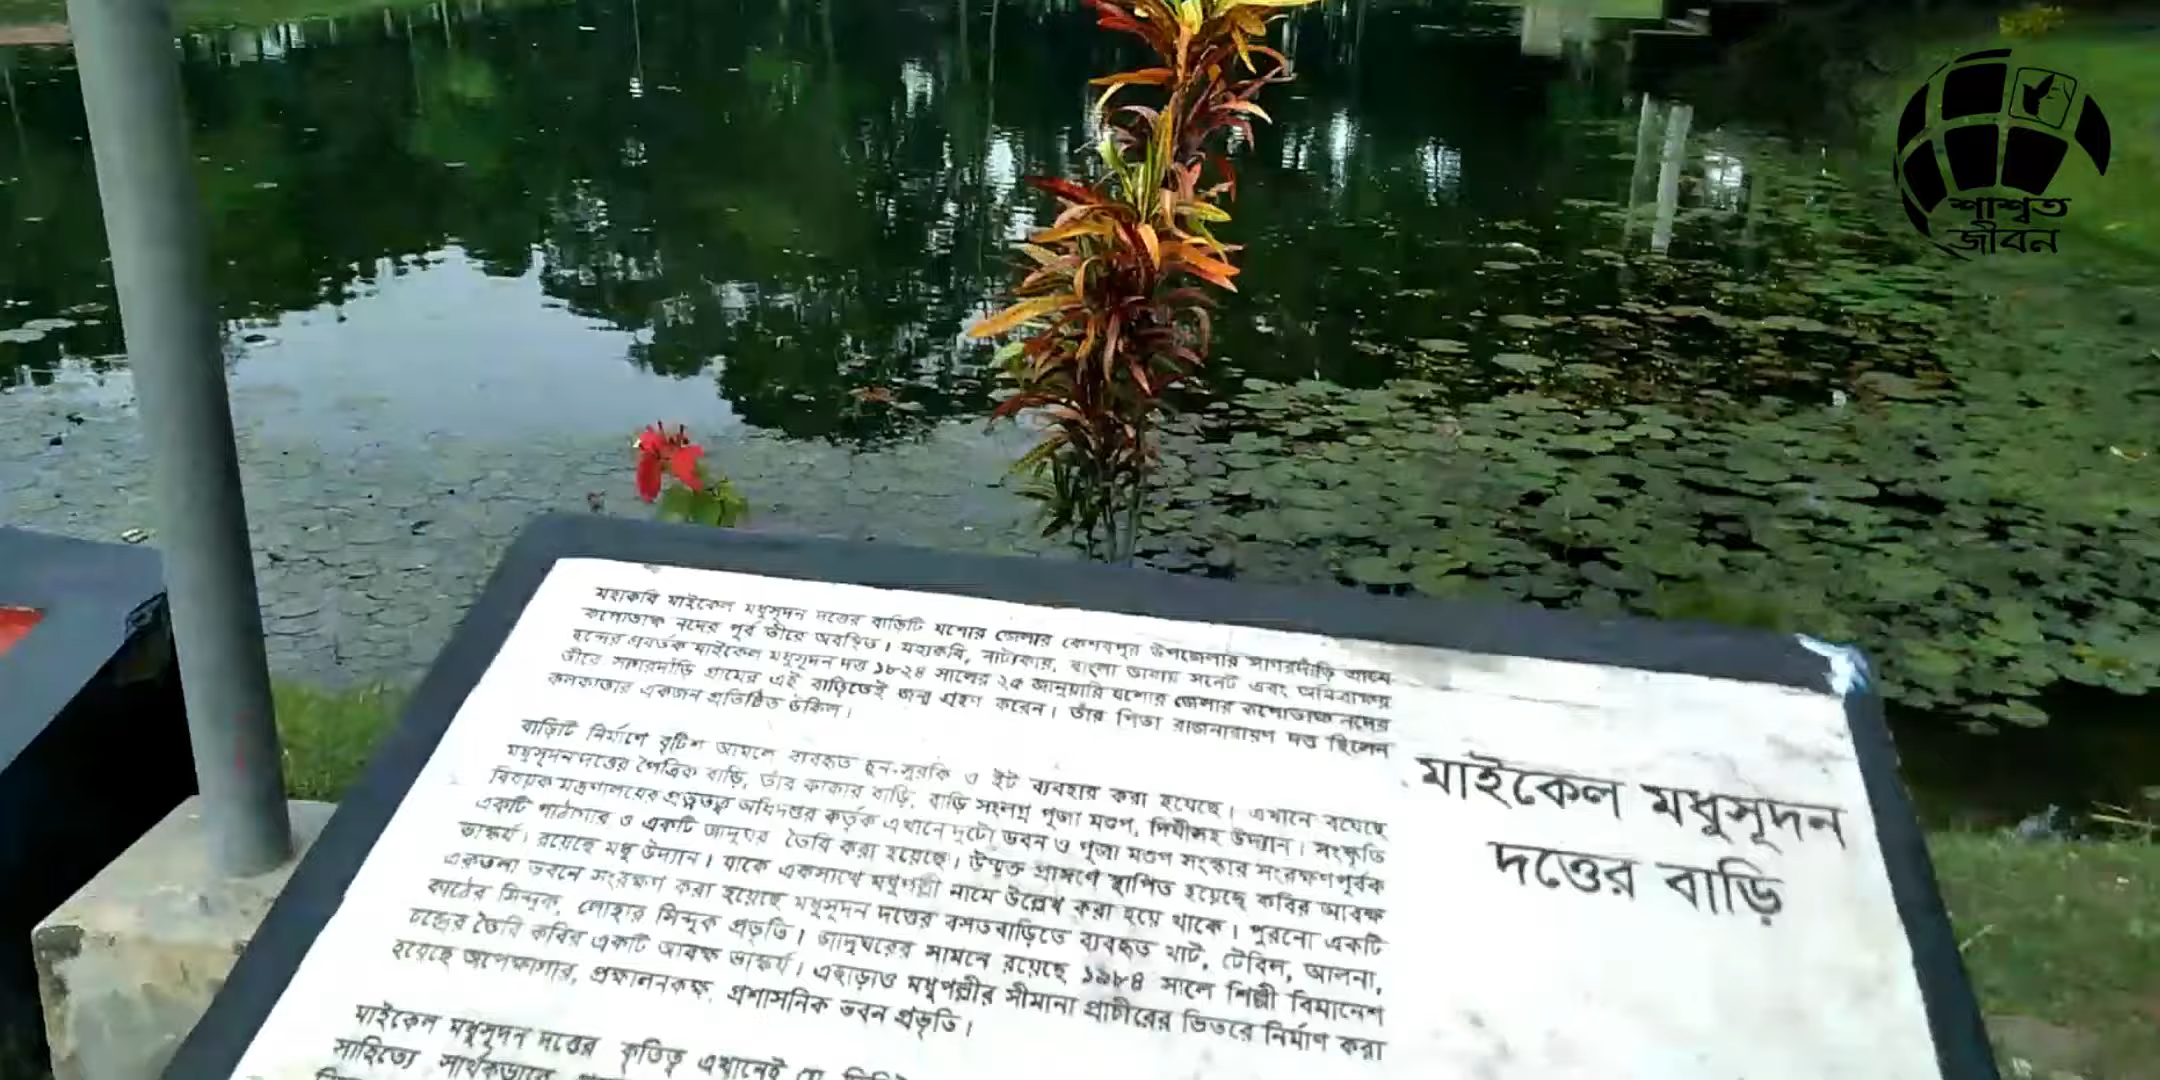 শাশ্বত
জীবন
মাইকেল মধুসূদন
দত্তের বাড়ি
মহাকবি মাইকেল মধুসূদন দত্তের বাড়িটি যশোর জেলার কেশবপুর উপজেলার সাগরদাঁড়ি গ্রামে
কপোতাক্ষ নদের পূর্ব তীরে অবস্থিত। মহাকবি, নাট্যকার, বাংলা ভাষায় সনেট এবং অমিত্রাক্ষর
ছন্দের প্রবর্তক মাইকেল মধুসূদন দত্ত ১৮২৪ সালের ২৫ জানুয়ারি যশোর জেলার কপোতাক্ষ নদের
তীরে সাগরদাঁড়ি গ্রামের এই বাড়িতেই জন্ম গ্রহণ করেন। তাঁর পিতা রাজনারায়ণ দত্ত ছিলেন
কলকাতার একজন প্রতিষ্ঠিত উকিল।
বাড়িটি নির্মাণে বৃটিশ আমলে ব্যবহৃত চুন-সুরকি ও ইট ব্যবহার করা হয়েছে। এখানে রয়েছে
মধুসূদন দত্তের পৈত্রিক বাড়ি, তাঁর কাকার বাড়ি, বাড়ি সংলগ্ন পূজা মণ্ডপ, দিঘীসহ উদ্যান। সংস্কৃতি
বিষয়ক মন্ত্রণালয়ের প্রত্নতত্ত্ব অধিদপ্তর কর্তৃক এখানে দুটো ভবন ও পূজা মণ্ডপ সংস্কার সংরক্ষণপূর্বক
একটি পাঠাগার ও একটি জাদুঘর তৈরি করা হয়েছে। উন্মুক্ত প্রাঙ্গণে স্থাপিত হয়েছে কবির আবক্ষ
ভাস্কর্য। রয়েছে মধু উদ্যান। যাকে একসাথে মধুপল্লী নামে উল্লেখ করা হয়ে থাকে। পুরনো একটি
একতলা ভবনে সংরক্ষণ করা হয়েছে মধুসূদন দত্তের বসতবাড়িতে ব্যবহৃত খাট, টেবিল, আলনা,
কাঠের সিন্দুক, লোহার সিন্দুক প্রভৃতি। জাদুঘরের সামনে রয়েছে ১৯৮৪ সালে শিল্পী বিমানেশ
চন্দ্রের তৈরি কবির একটি আবক্ষ ভাস্কর্য। এছাড়াও মধুপল্লীর সীমানা প্রাচীরের ভিতরে নির্মাণ করা
হয়েছে অপেক্ষাগার, প্রক্ষালনকক্ষ, প্রশাসনিক ভবন প্রভৃতি।
মাইকেল মধুসূদন দত্তের কৃতিত্ব এখানেই যে
সাহিত্যে সার্থকভাবে